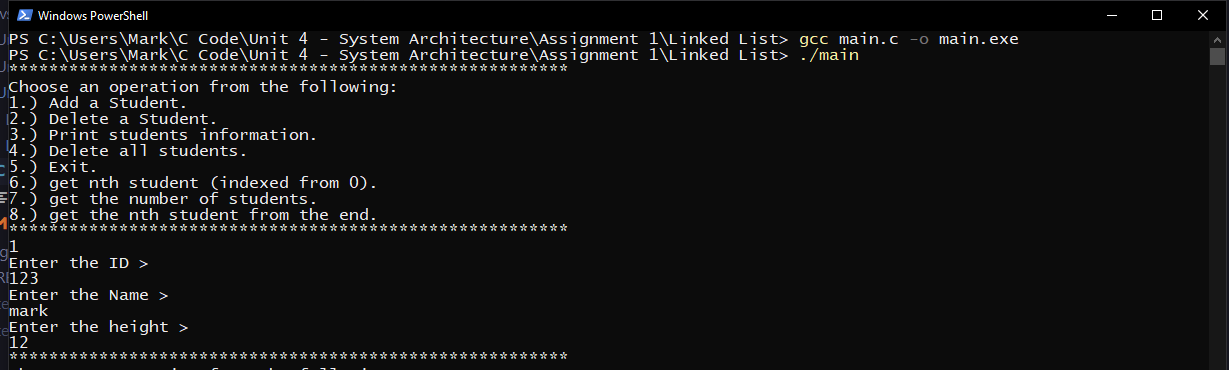 Windows PowerShell
PS C:\Users\Mark\C Code\Unit 4 - System Architecture\Assignment 1\Linked List> gcc main.c -o main.exe
PS C:\Users\Mark\C Code\Unit 4 - System Architecture\Assignment 1\Linked List> ./main
********************************************************
Choose an operation from the following:
1.) Add a Student.
2.) Delete a Student.
3.) Print students information.
4.) Delete all students.
5.) Exit.
6.) get nth student (indexed from 0).
7.) get the number of students.
8.) get the nth student from the end.
********************************************************
1
Enter the ID >
123
Enter the Name >
mark
Enter the height >
12
********************************************************